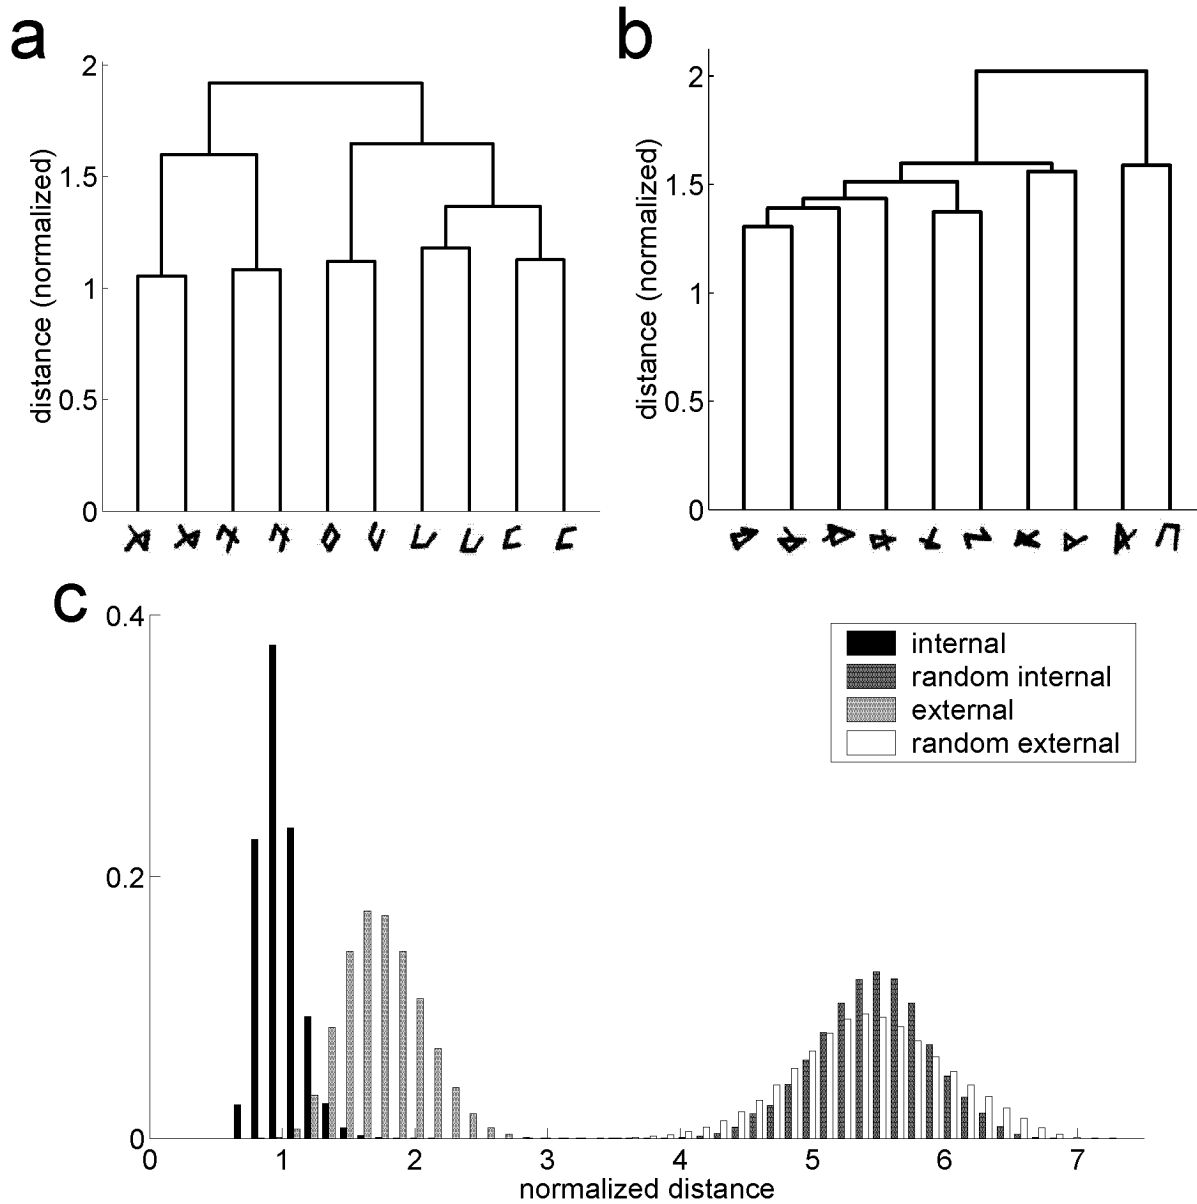 a
2
1.5
1
0.5
0
distance (normalized)
b
2
1.5
1
0.5
0
distance (normalized)
c
0.4
0.2
0
internal
random internal
external
random external
0 1 2 3 4 5 6 7
normalized distance